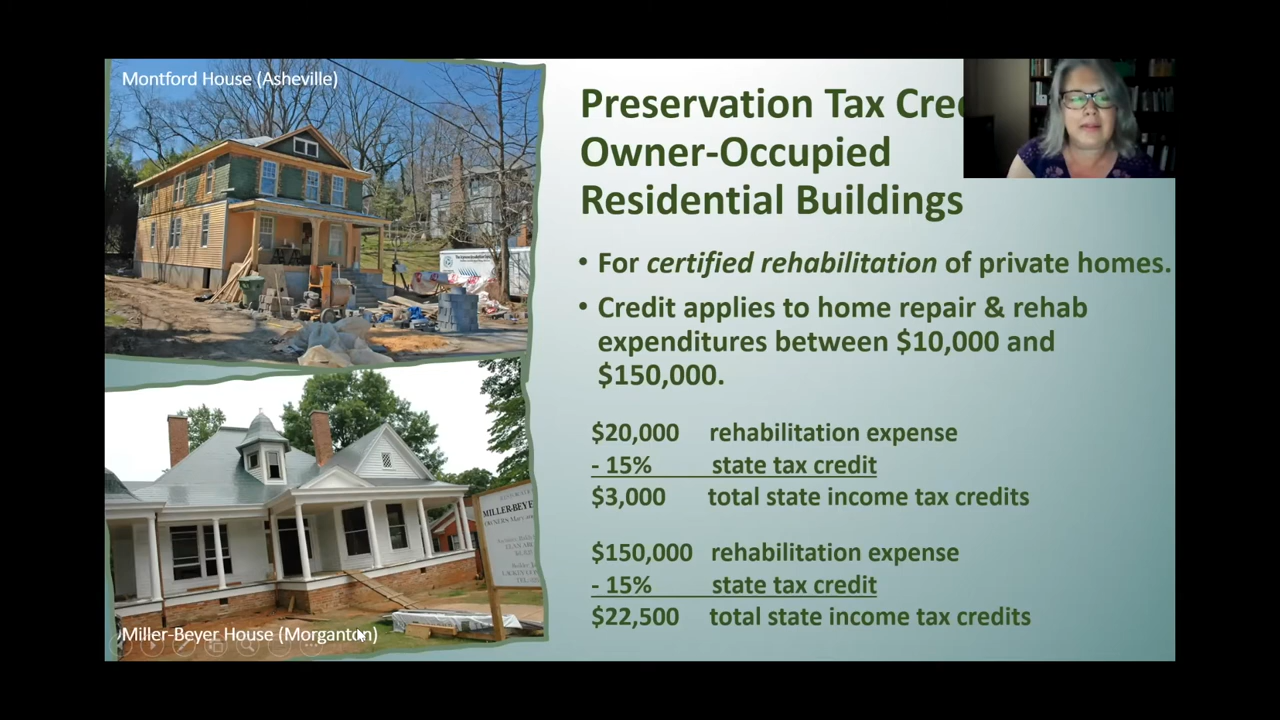 Montford House (Asheville)
Preservation Tax Cre
Owner-Occupied
Residential Buildings
• For certified rehabilitation of private homes.
• Credit applies to home repair & rehab
expenditures between $10,000 and
$150,000.
$20,000 rehabilitation expense
- 15% state tax credit
$3,000 total state income tax credits
$150,000 rehabilitation expense
- 15% state tax credit
$22,500 total state income tax credits
MILLER-BEYE
Miller-Beyer House (Morganton)